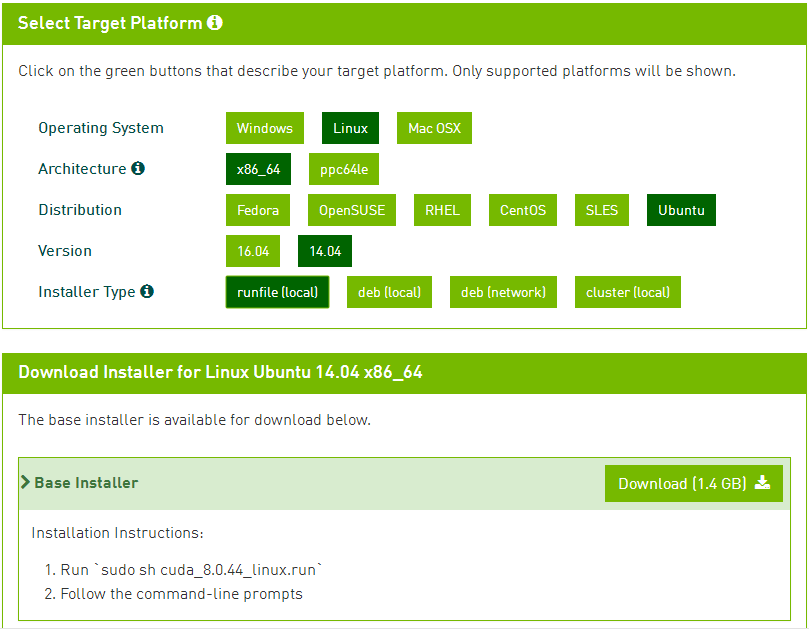 Select Target Platform
Click on the green buttons that describe your target platform. Only supported platforms will be shown.
Operating System Windows Linux Mac OSX
Architecture x86_64 ppc64le
Distribution Fedora OpenSUSE RHEL CentOS SLES Ubuntu
Version 16.04 14.04
Installer Type runfile (local) deb (local) deb (network) cluster (local)
Download Installer for Linux Ubuntu 14.04 x86_64
The base installer is available for download below.
Base Installer Download (1.4 GB)
Installation Instructions:
1. Run `sudo sh cuda_8.0.44_linux.run`
2. Follow the command-line prompts